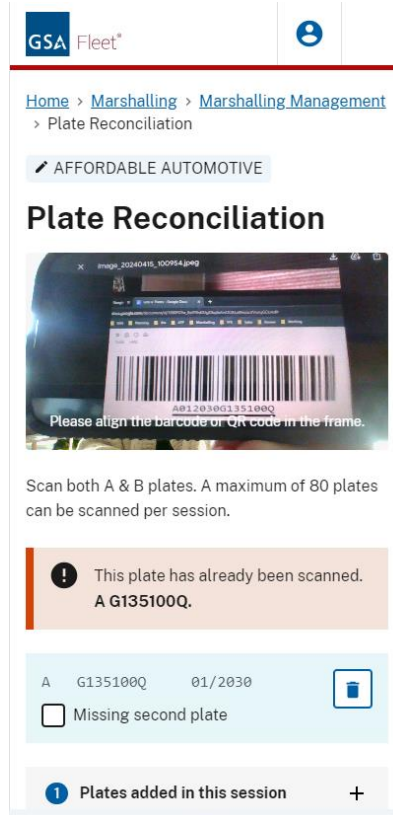 GSA Fleet®
Home > Marshalling > Marshalling Management
> Plate Reconciliation
AFFORDABLE AUTOMOTIVE
Plate Reconciliation
image_20240415_100954.jpeg
A012030G135100Q
Please align the barcode or QR code in the frame.
Scan both A & B plates. A maximum of 80 plates
can be scanned per session.
This plate has already been scanned.
A G135100Q.
A G135100Q 01/2030
Missing second plate
1 Plates added in this session +